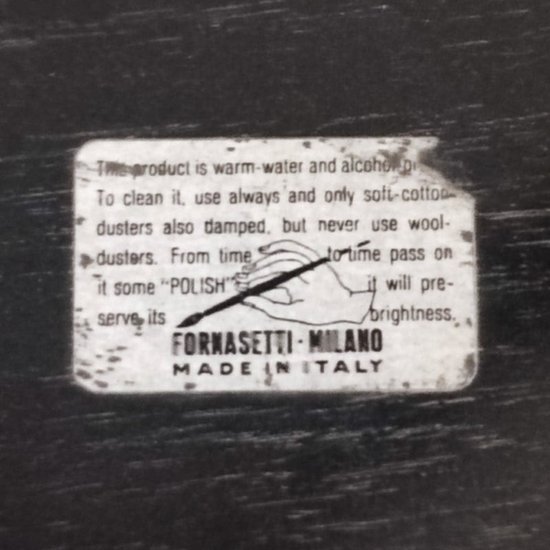 This product is warm-water and alcohol
To clean it, use always and only soft-cotton
dusters also damped, but never use wool-
dusters. From time to time pass on
it some "POLISH" it will pre-
serve its brightness.
FORNASETTI - MILANO
MADE IN ITALY